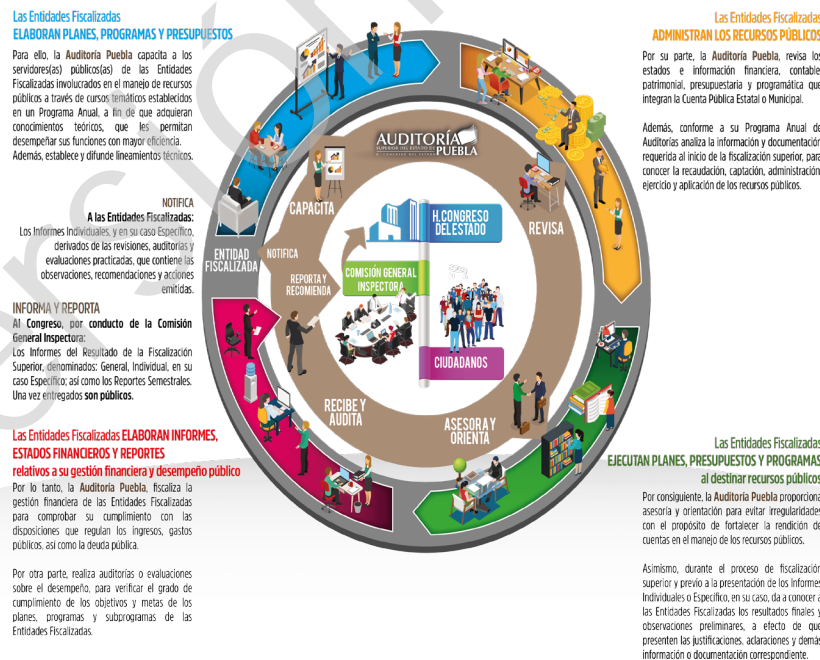 Las Entidades Fiscalizadas
ELABORAN PLANES, PROGRAMAS Y PRESUPUESTOS
Para ello, la Auditoría Puebla capacita a los
servidores(as) públicos(as) de las Entidades
Fiscalizadas involucrados en el manejo de recursos
públicos a través de cursos temáticos establecidos
en un Programa Anual, a fin de que adquieran
conocimientos teóricos, que les permitan
desempeñar sus funciones con mayor eficiencia.
Además, establece y difunde lineamientos técnicos.
NOTIFICA
A las Entidades Fiscalizadas:
Los Informes Individuales, y en su caso Específico,
derivados de las revisiones, auditorías y
evaluaciones practicadas, que contiene las
observaciones, recomendaciones y acciones
emitidas.
INFORMA Y REPORTA
Al Congreso, por conducto de la Comisión
General Inspectora:
Los Informes del Resultado de la Fiscalización
Superior, denominados: General, Individual, en su
caso Específico; así como los Reportes Semestrales.
Una vez entregados son públicos.
Las Entidades Fiscalizadas ELABORAN INFORMES,
ESTADOS FINANCIEROS Y REPORTES
relativos a su gestión financiera y desempeño público
Por lo tanto, la Auditoría Puebla, fiscaliza la
gestión financiera de las Entidades Fiscalizadas
para comprobar su cumplimiento con las
disposiciones que regulan los ingresos, gastos
públicos, así como la deuda pública.
Por otra parte, realiza auditorías o evaluaciones
sobre el desempeño, para verificar el grado de
cumplimiento de los objetivos y metas de los
planes, programas y subprogramas de las
Entidades Fiscalizadas.
AUDITORÍA
SUPERIOR DEL ESTADO DE PUEBLA
H. CONGRESO DEL ESTADO
CAPACITA
REVISA
ENTIDAD
FISCALIZADA
NOTIFICA
REPORTA Y
RECOMIENDA
H. CONGRESO
DEL ESTADO
COMISIÓN GENERAL
INSPECTORA
CIUDADANOS
RECIBE Y
AUDITA
ASESORA Y
ORIENTA
Las Entidades Fiscalizadas
ADMINISTRAN LOS RECURSOS PÚBLICOS
Por su parte, la Auditoría Puebla, revisa los
estados e información financiera, contable
patrimonial, presupuestaria y programática que
integran la Cuenta Pública Estatal o Municipal.
Además, conforme a su Programa Anual de
Auditorías analiza la información y documentación
requerida al inicio de la fiscalización superior, para
conocer la recaudación, captación, administración
ejercicio y aplicación de los recursos públicos.
Las Entidades Fiscalizadas
EJECUTAN PLANES, PRESUPUESTOS Y PROGRAMAS
al destinar recursos públicos
Por consiguiente, la Auditoría Puebla proporciona
asesoría y orientación para evitar irregularidades
con el propósito de fortalecer la rendición de
cuentas en el manejo de los recursos públicos.
Asimismo, durante el proceso de fiscalización
superior y previo a la presentación de los Informes
Individuales o Específico, en su caso, da a conocer a
las Entidades Fiscalizadas los resultados finales y
observaciones preliminares, a efecto de que
presenten las justificaciones, aclaraciones y demás
información o documentación correspondiente.